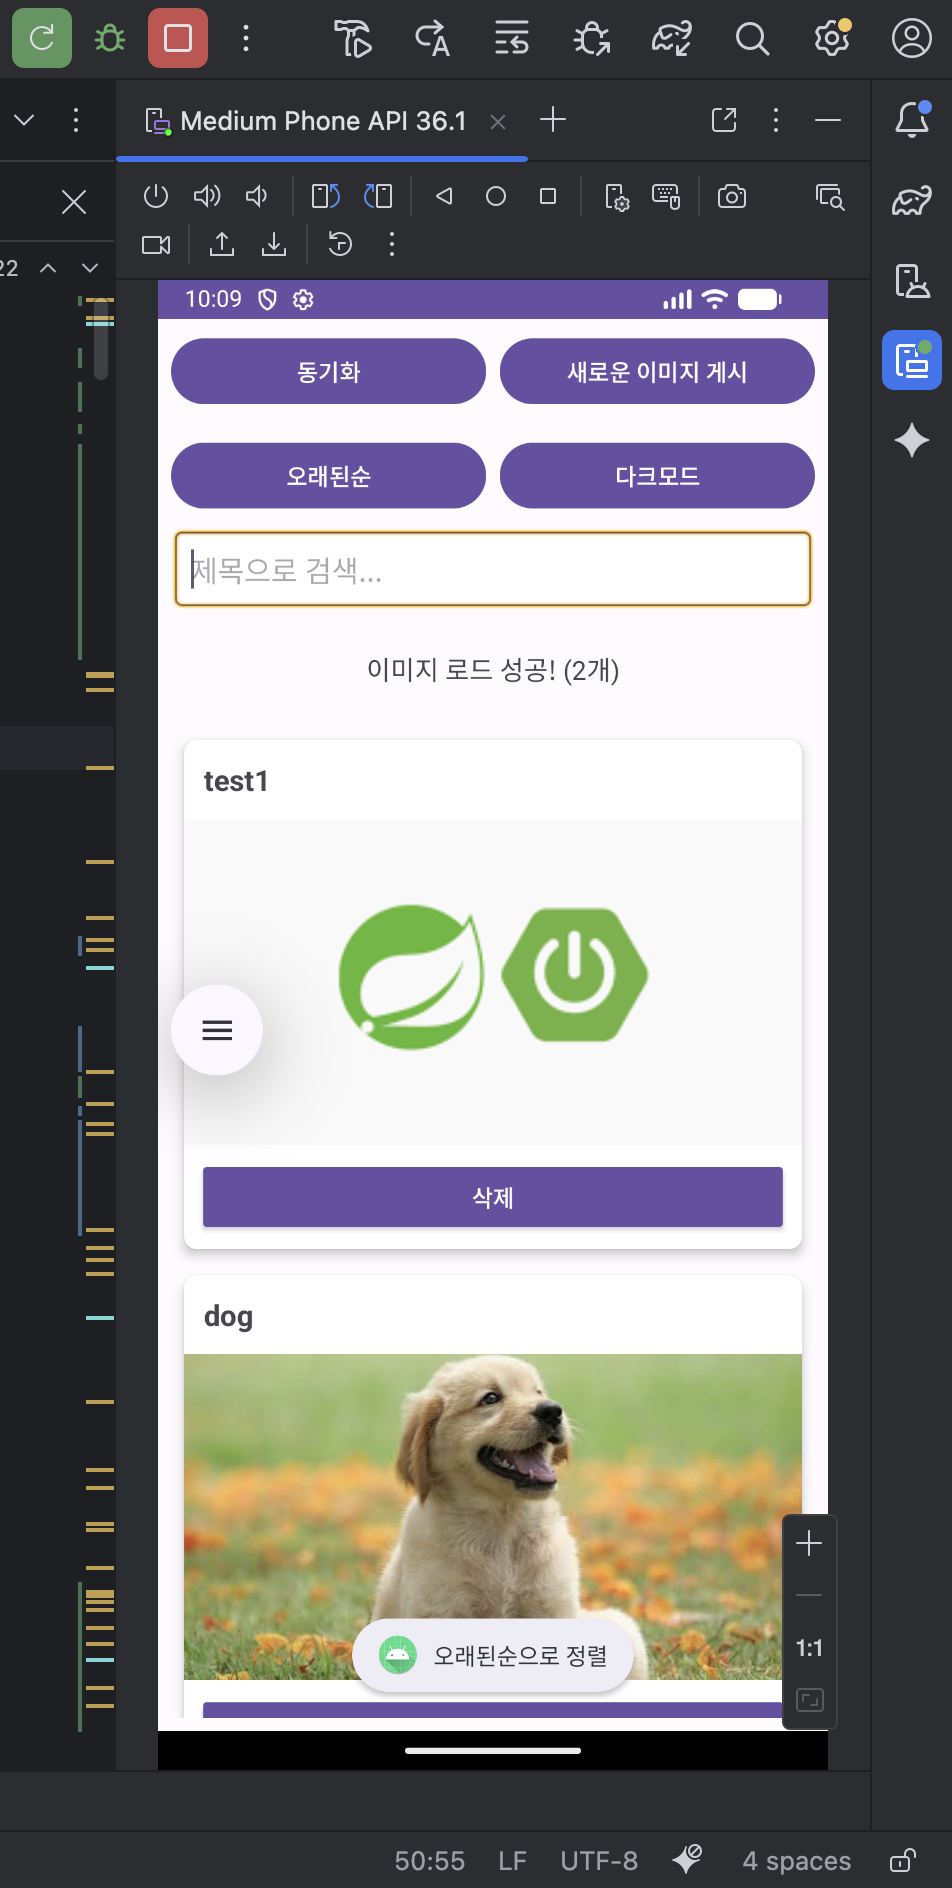 Medium Phone API 36.1
22
10:09
동기화
새로운 이미지 게시
오래된순
다크모드
제목으로 검색...
이미지 로드 성공! (2개)
test1
삭제
dog
오래된순으로 정렬
1:1
50:55 LF UTF-8 4 spaces